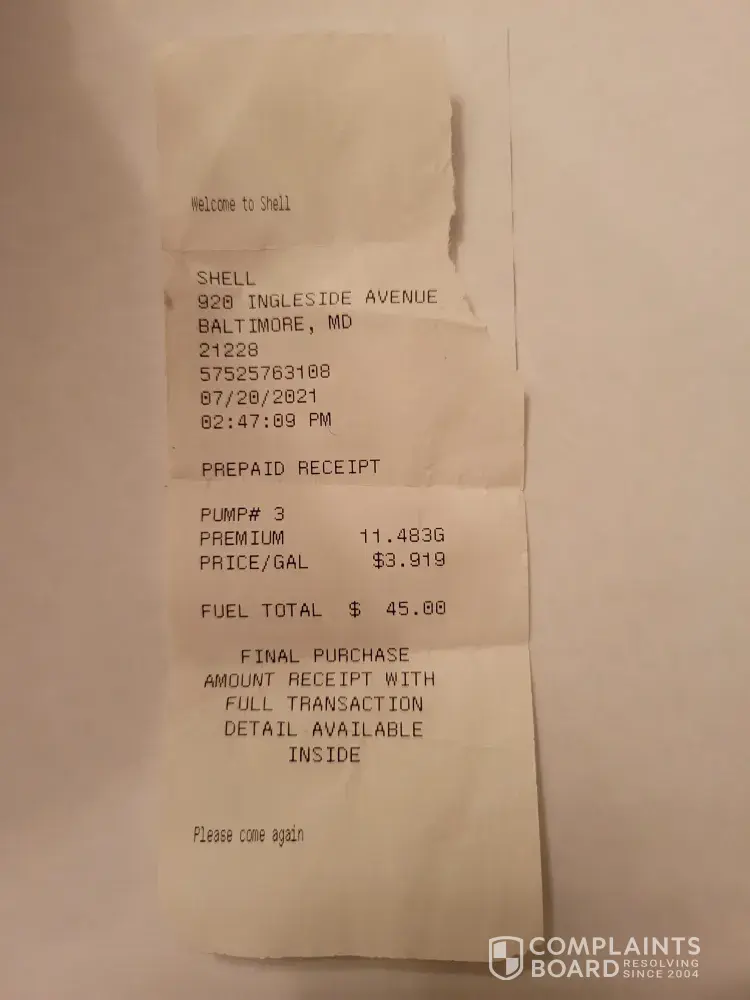 Welcome to Shell
SHELL
920 INGLESIDE AVENUE
BALTIMORE, MD
21228
57525763108
07/20/2021
02:47:09 PM
PREPAID RECEIPT
PUMP# 3
PREMIUM 11.483G
PRICE/GAL $3.919
FUEL TOTAL $ 45.00
FINAL PURCHASE
AMOUNT RECEIPT WITH
FULL TRANSACTION
DETAIL AVAILABLE
INSIDE
Please come again
COMPLAINTS
BOARD RESOLVING
SINCE 2004